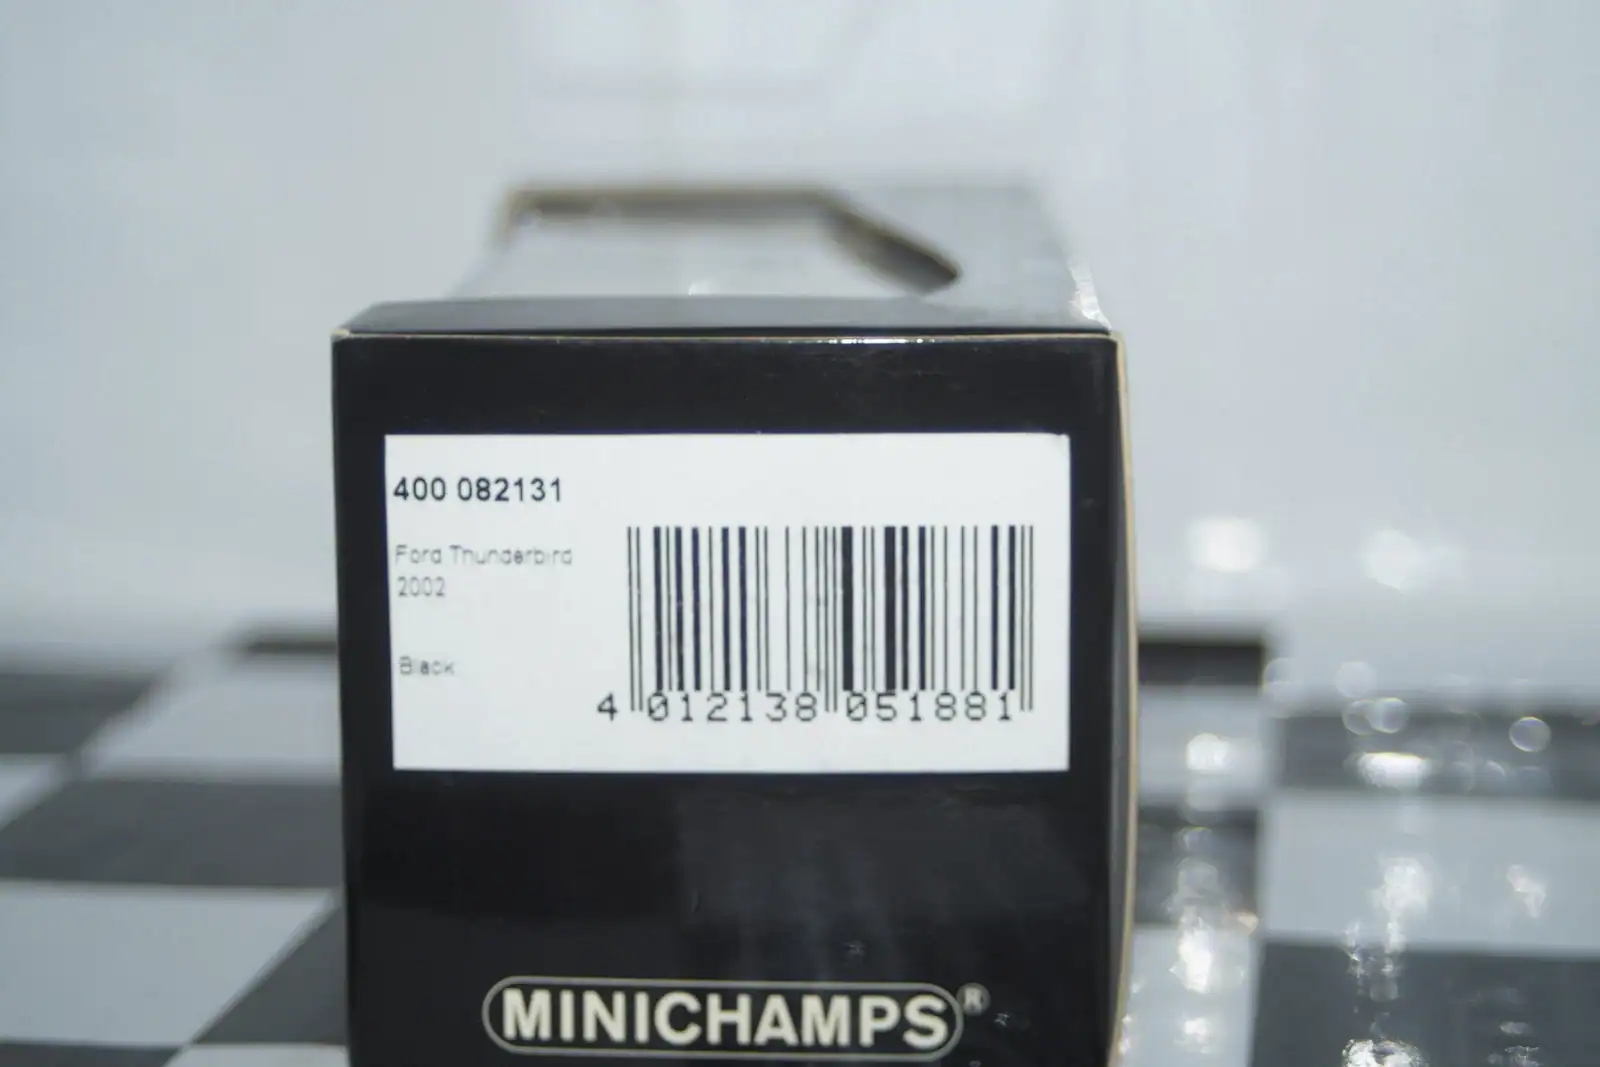 400 082131
Ford Thunderbird
2002
Black
4 012138 051881
MINICHAMPS®